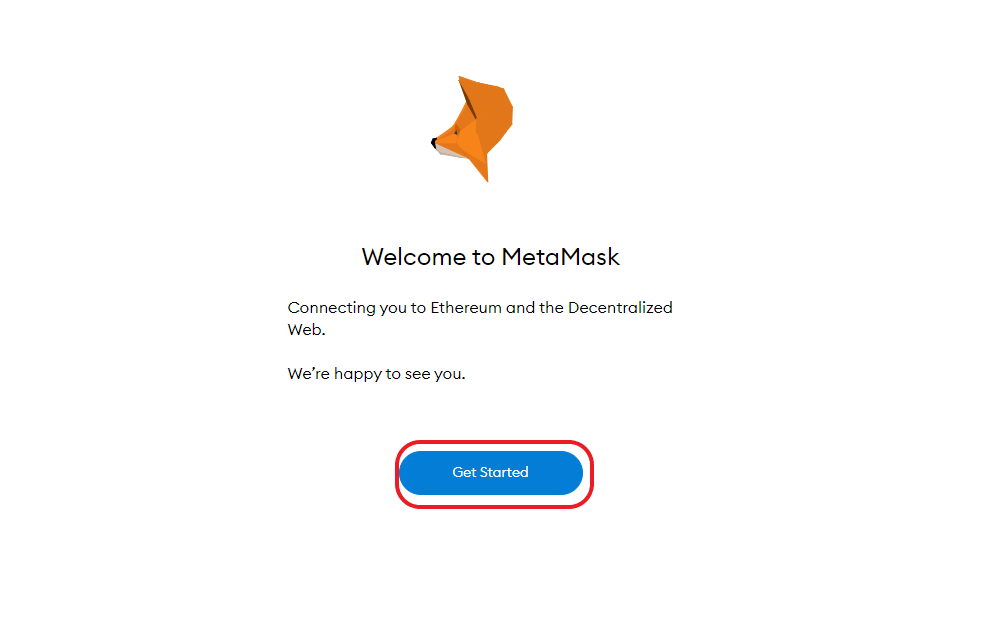 Welcome to MetaMask
Connecting you to Ethereum and the Decentralized
Web.
We’re happy to see you.
Get Started